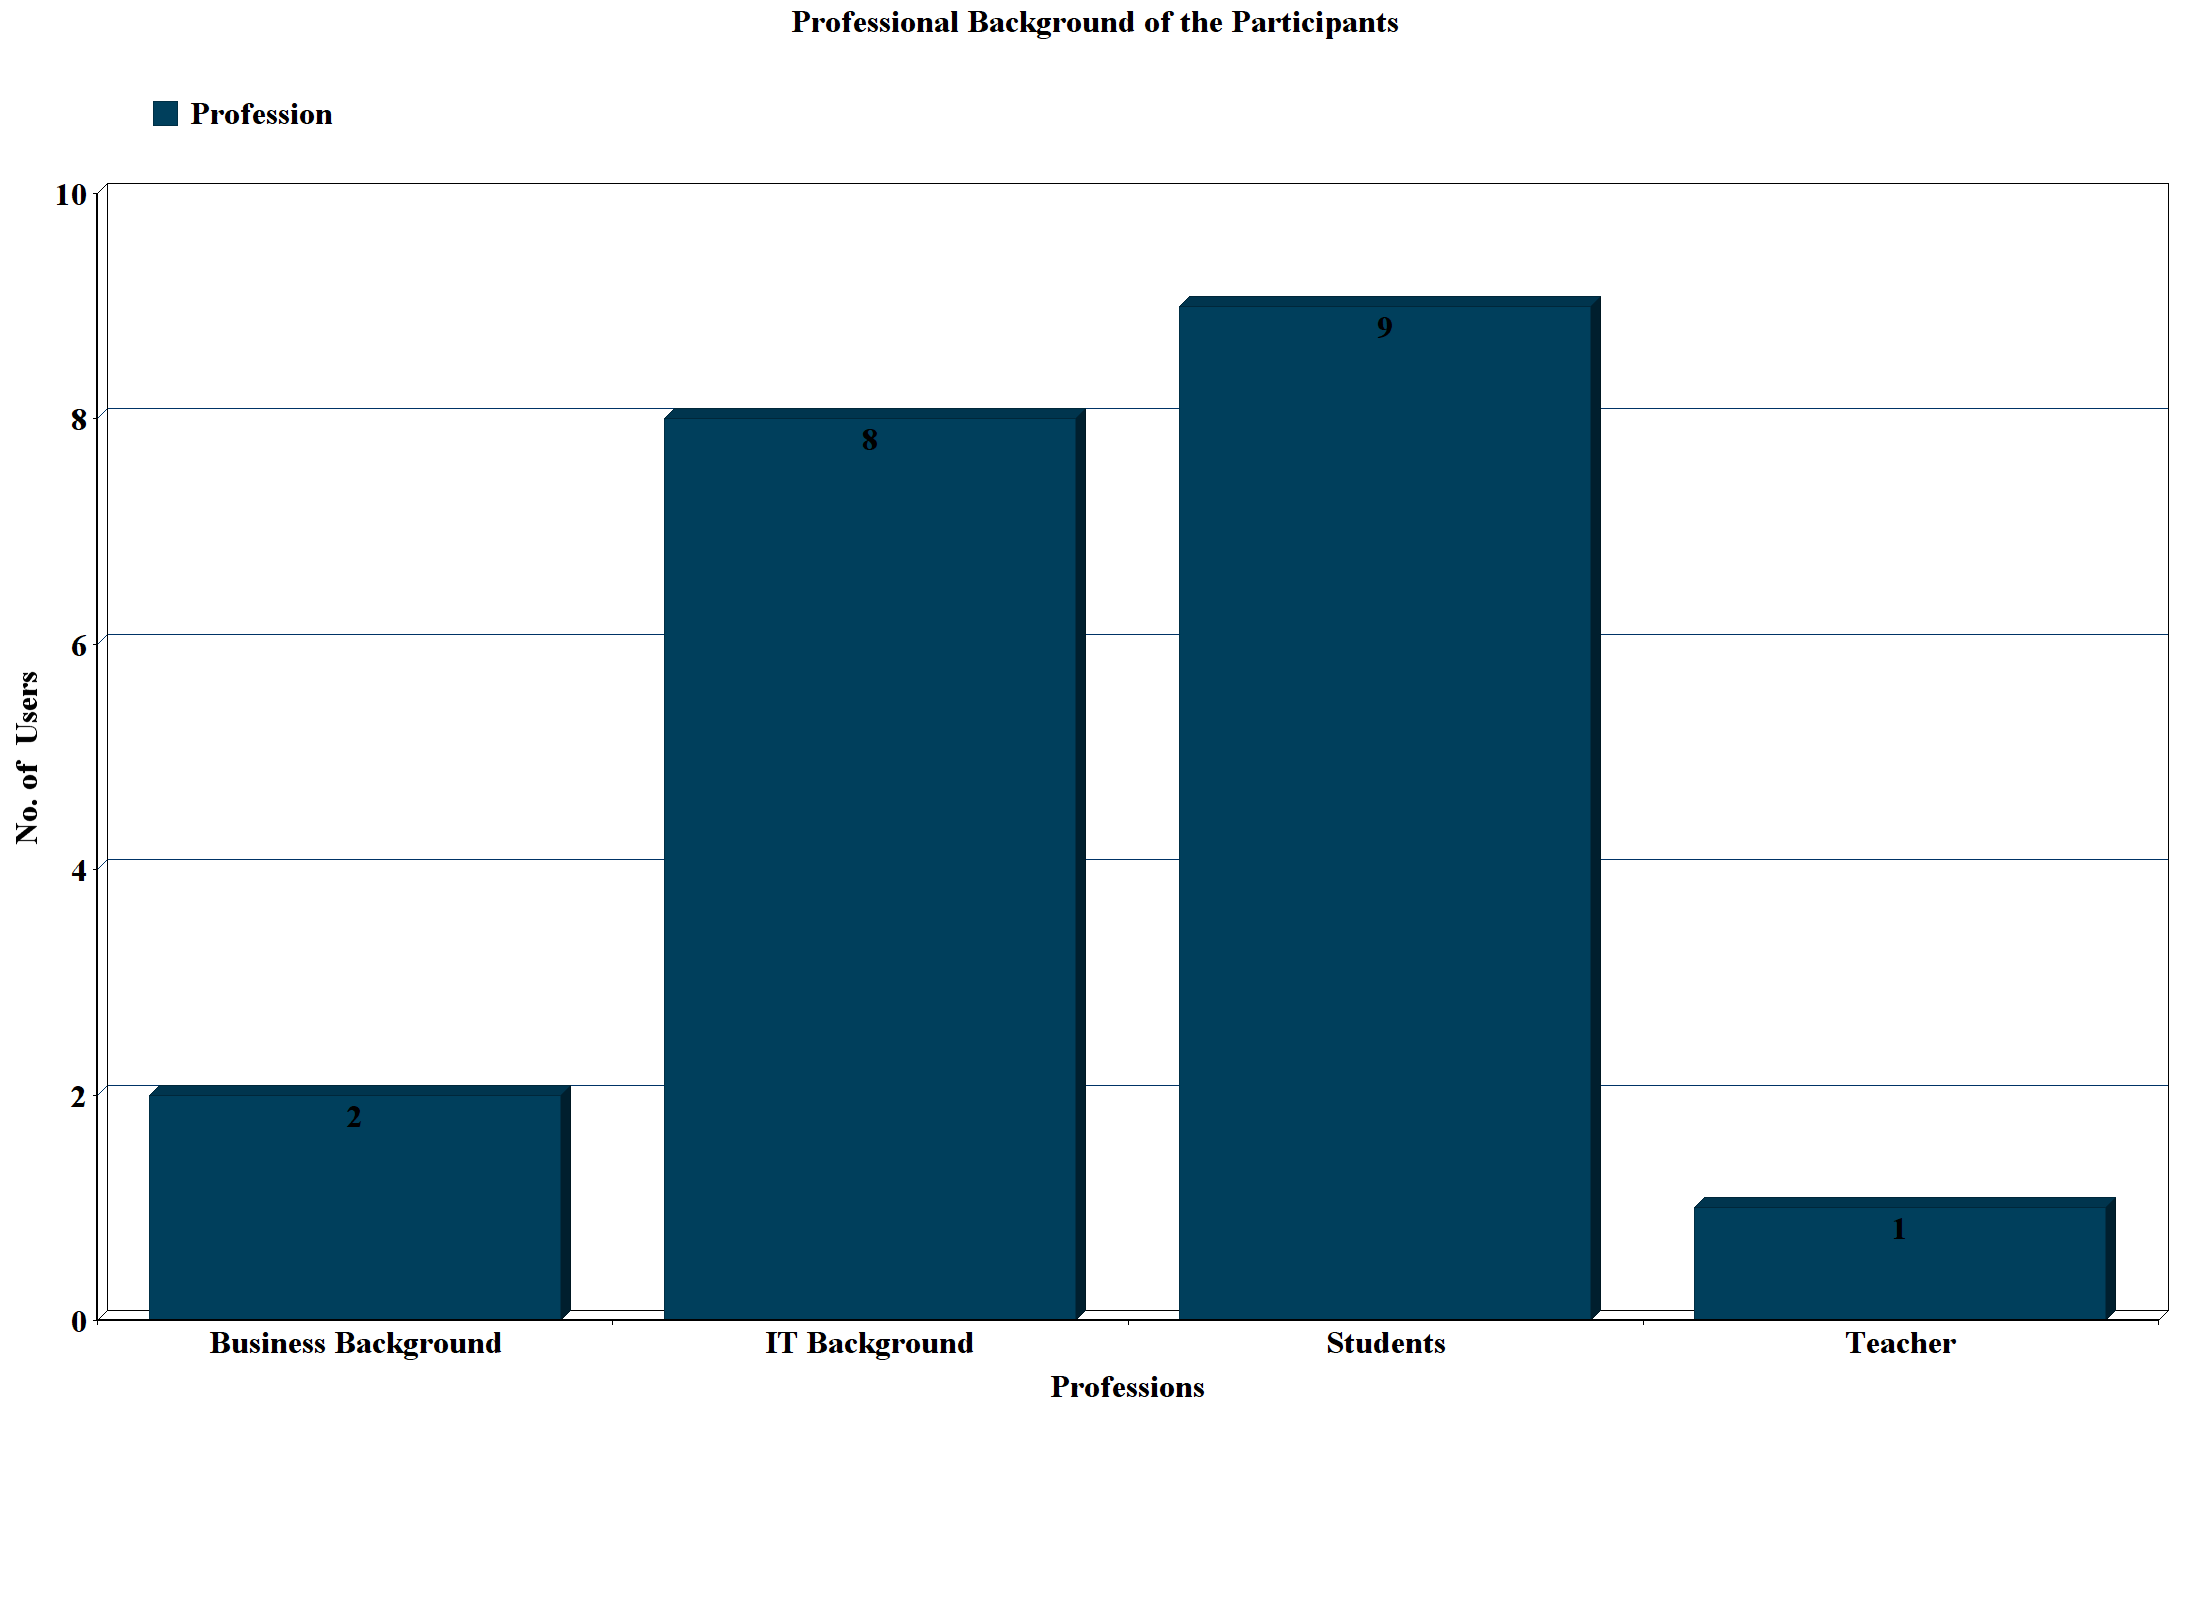 Professional Background of the Participants
Profession
10
8
6
4
2
0
No. of Users
2
8
9
1
Business Background
IT Background
Students
Teacher
Professions